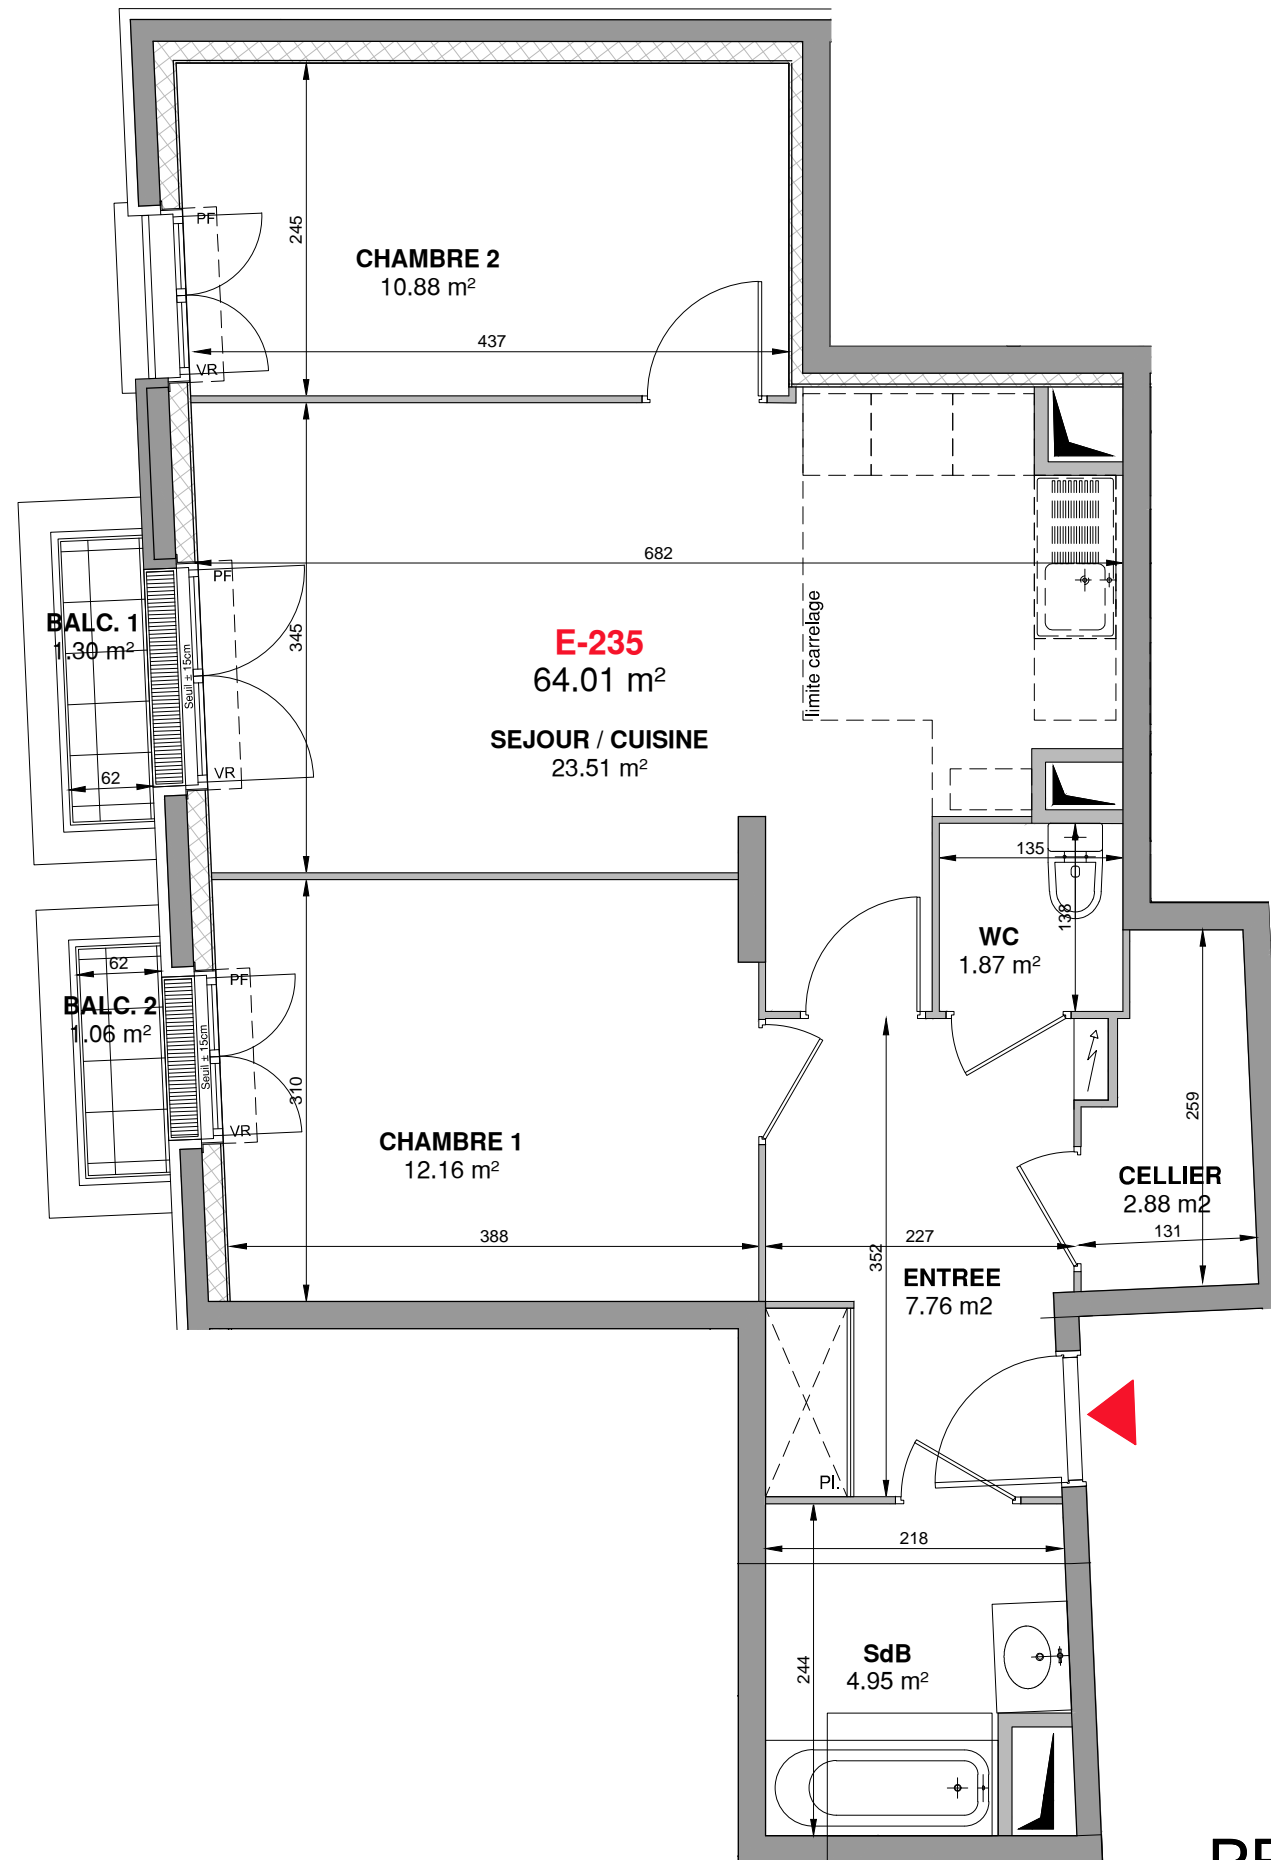 PF
245
CHAMBRE 2
10.88 m²
437
VR
682
PF
BALC. 1
1.30 m²
Seuil ± 15cm
345
E-235
64.01 m²
limite carrelage
SEJOUR / CUISINE
23.51 m²
62
VR
135
138
WC
1.87 m²
62
PF
BALC. 2
1.06 m²
Seuil ± 15cm
310
VR
259
CHAMBRE 1
12.16 m²
CELLIER
2.88 m2
388
352
227
131
ENTREE
7.76 m2
Pl.
218
244
SdB
4.95 m²